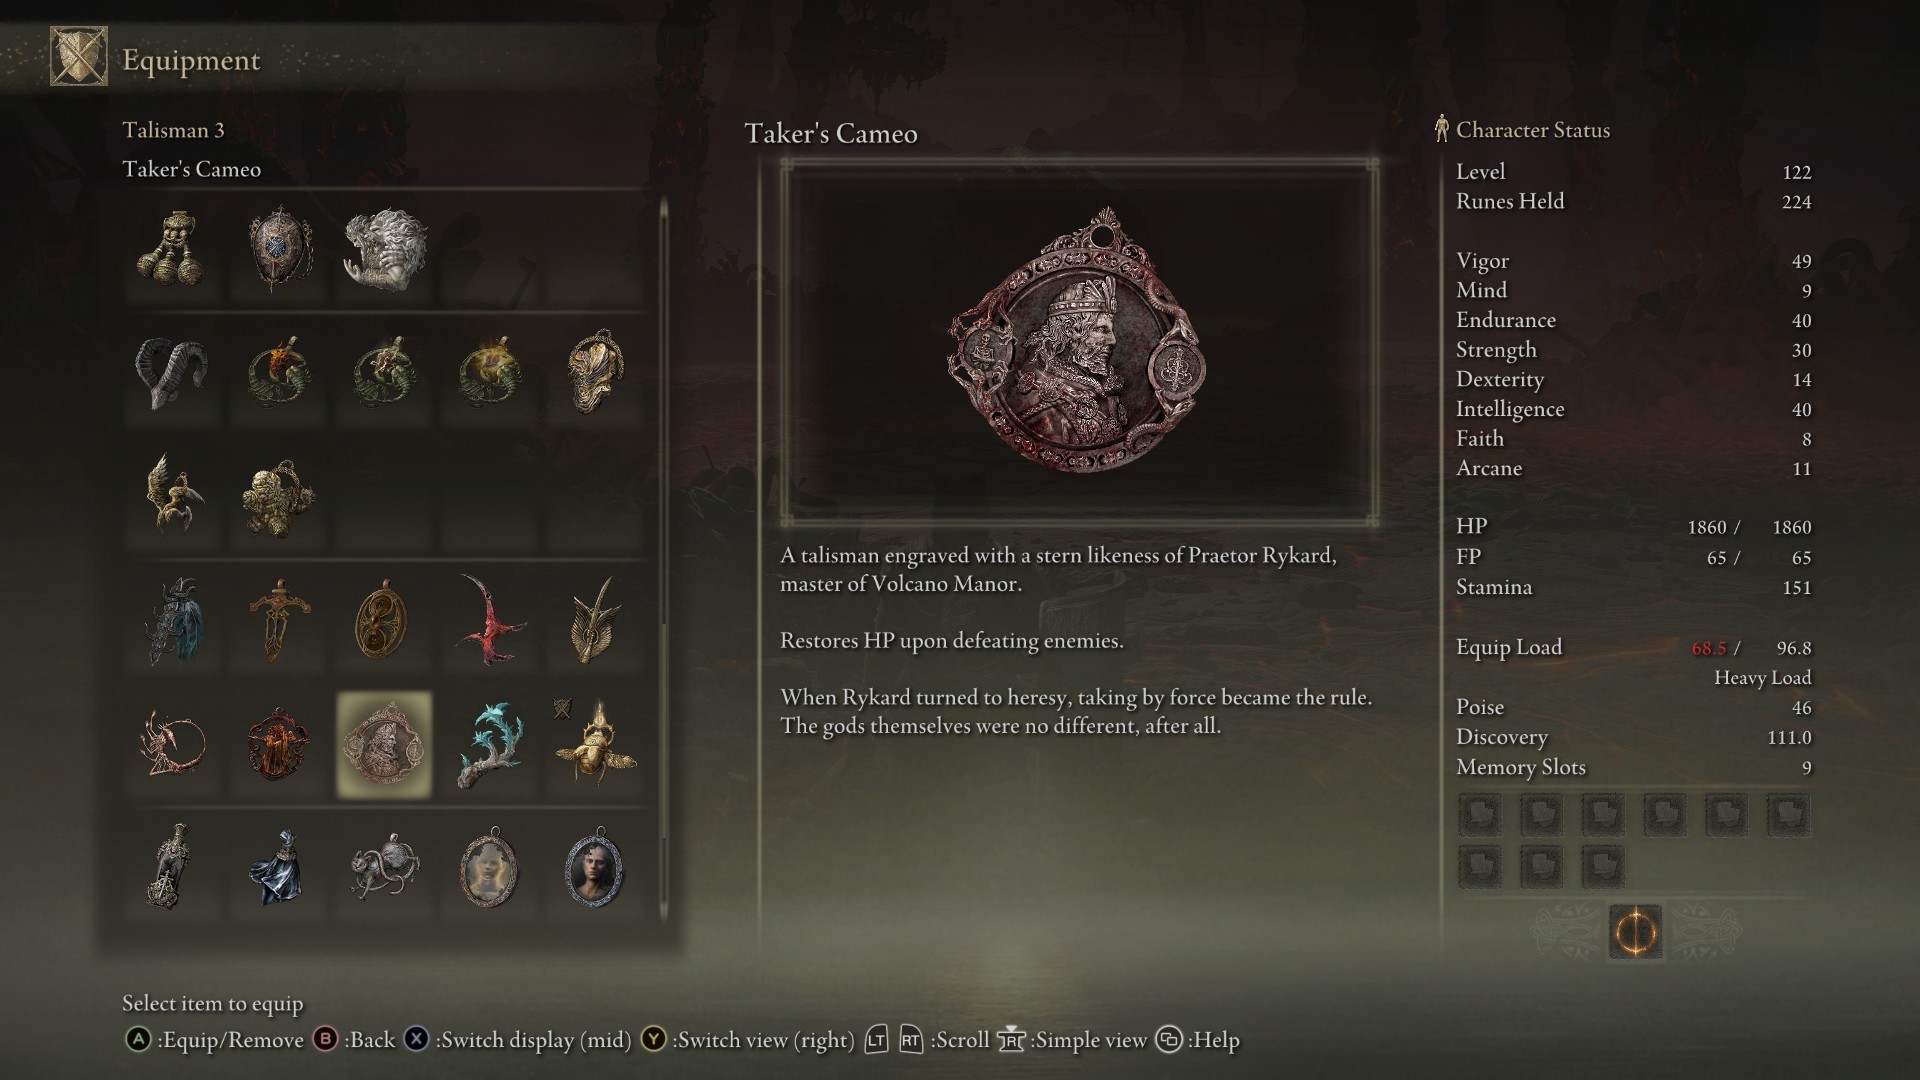 Equipment
Talisman 3
Taker's Cameo
Taker's Cameo
A talisman engraved with a stern likeness of Praetor Rykard,
master of Volcano Manor.
Restores HP upon defeating enemies.
When Rykard turned to heresy, taking by force became the rule.
The gods themselves were no different, after all.
Character Status
Level 122
Runes Held 224
Vigor 49
Mind 9
Endurance 40
Strength 30
Dexterity 14
Intelligence 40
Faith 8
Arcane 11
HP 1860 / 1860
FP 65 / 65
Stamina 151
Equip Load 68.5 / 96.8
Heavy Load
Poise 46
Discovery 111.0
Memory Slots 9
Select item to equip
A :Equip/Remove B :Back X :Switch display (mid) Y :Switch view (right) LT RT :Scroll R :Simple view :Help